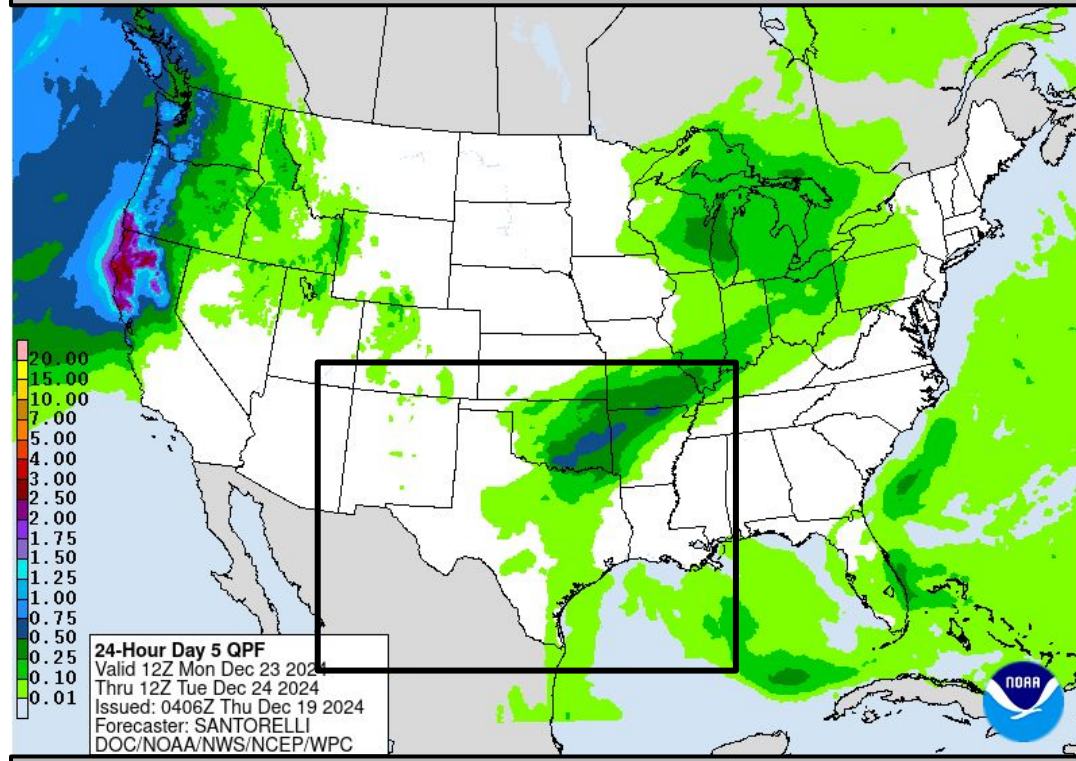 20.00
15.00
10.00
7.00
5.00
4.00
3.00
2.50
2.00
1.75
1.50
1.25
1.00
0.75
0.50
0.25
0.10
0.01
24-Hour Day 5 QPF
Valid 12Z Mon Dec 23 2024
Thru 12Z Tue Dec 24 2024
Issued: 0406Z Thu Dec 19 2024
Forecaster: SANTORELLI
DOC/NOAA/NWS/NCEP/WPC
NOAA